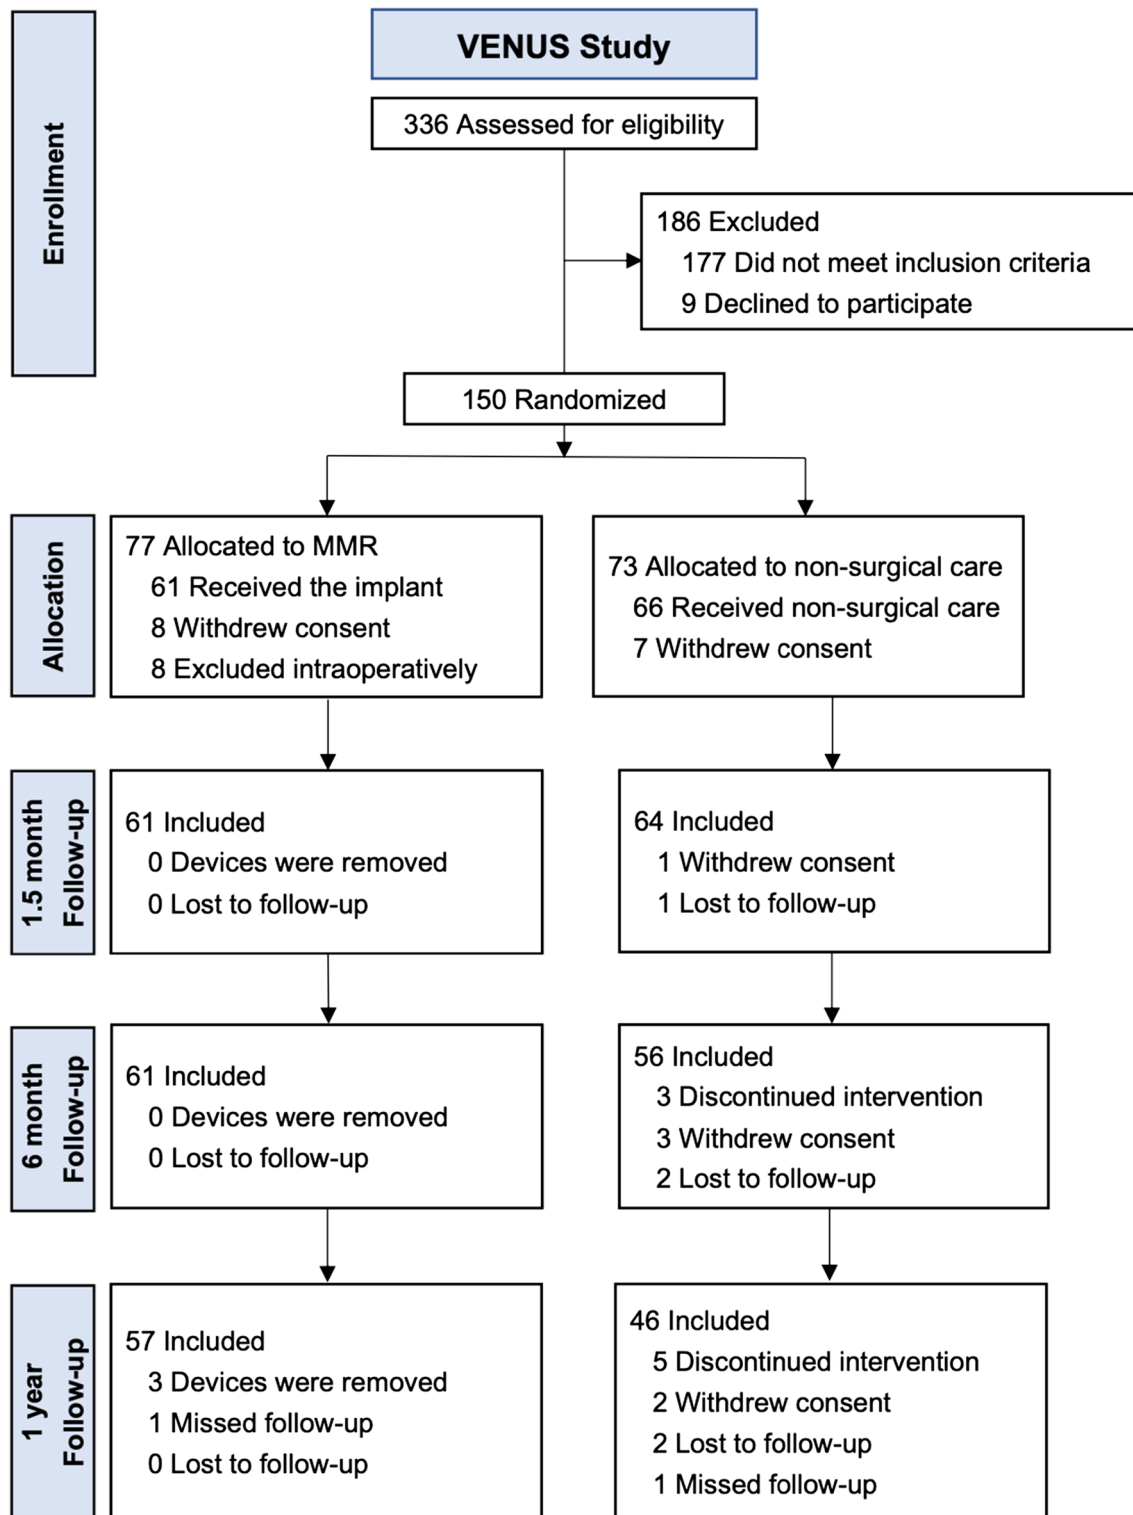 VENUS Study
Enrollment
336 Assessed for eligibility
186 Excluded
177 Did not meet inclusion criteria
9 Declined to participate
150 Randomized
Allocation
77 Allocated to MMR
61 Received the implant
8 Withdrew consent
8 Excluded intraoperatively
73 Allocated to non-surgical care
66 Received non-surgical care
7 Withdrew consent
1.5 month
Follow-up
61 Included
0 Devices were removed
0 Lost to follow-up
64 Included
1 Withdrew consent
1 Lost to follow-up
6 month
Follow-up
61 Included
0 Devices were removed
0 Lost to follow-up
56 Included
3 Discontinued intervention
3 Withdrew consent
2 Lost to follow-up
1 year
Follow-up
57 Included
3 Devices were removed
1 Missed follow-up
0 Lost to follow-up
46 Included
5 Discontinued intervention
2 Withdrew consent
2 Lost to follow-up
1 Missed follow-up